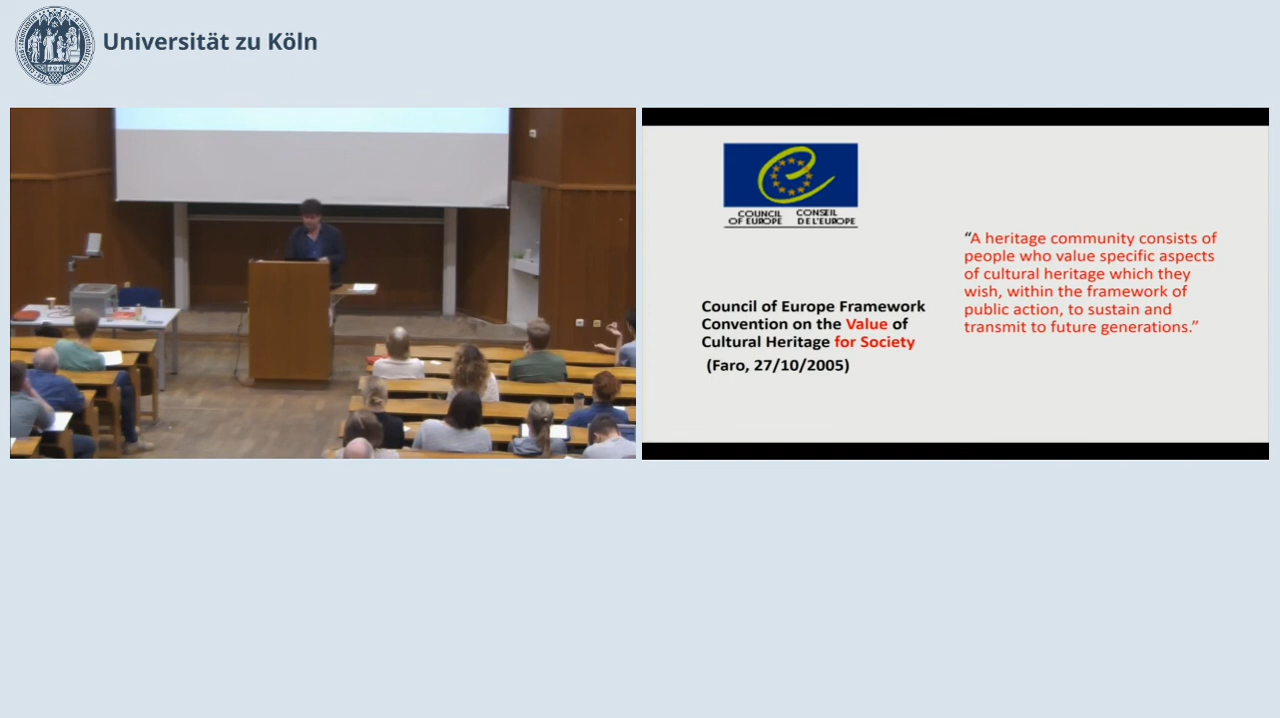 Universität zu Köln
COUNCIL CONSEIL
OF EUROPE DE L'EUROPE
Council of Europe Framework
Convention on the Value of
Cultural Heritage for Society
(Faro, 27/10/2005)
“A heritage community consists of
people who value specific aspects
of cultural heritage which they
wish, within the framework of
public action, to sustain and
transmit to future generations.”